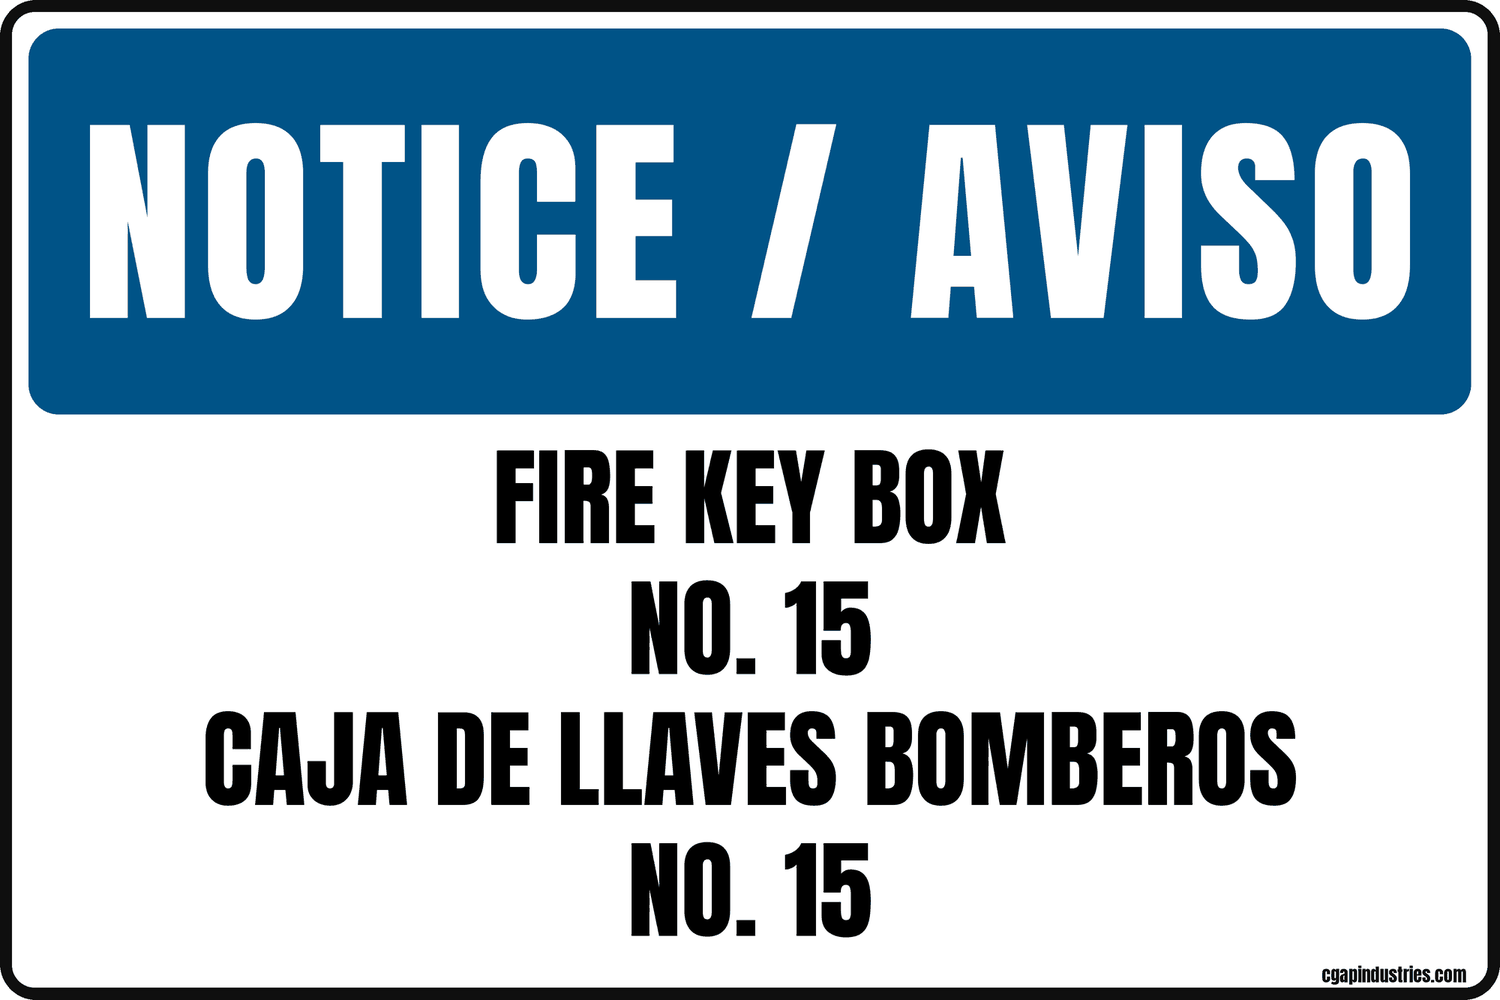 NOTICE / AVISO
FIRE KEY BOX
NO. 15
CAJA DE LLAVES BOMBEROS
NO. 15
cgapindustries.com